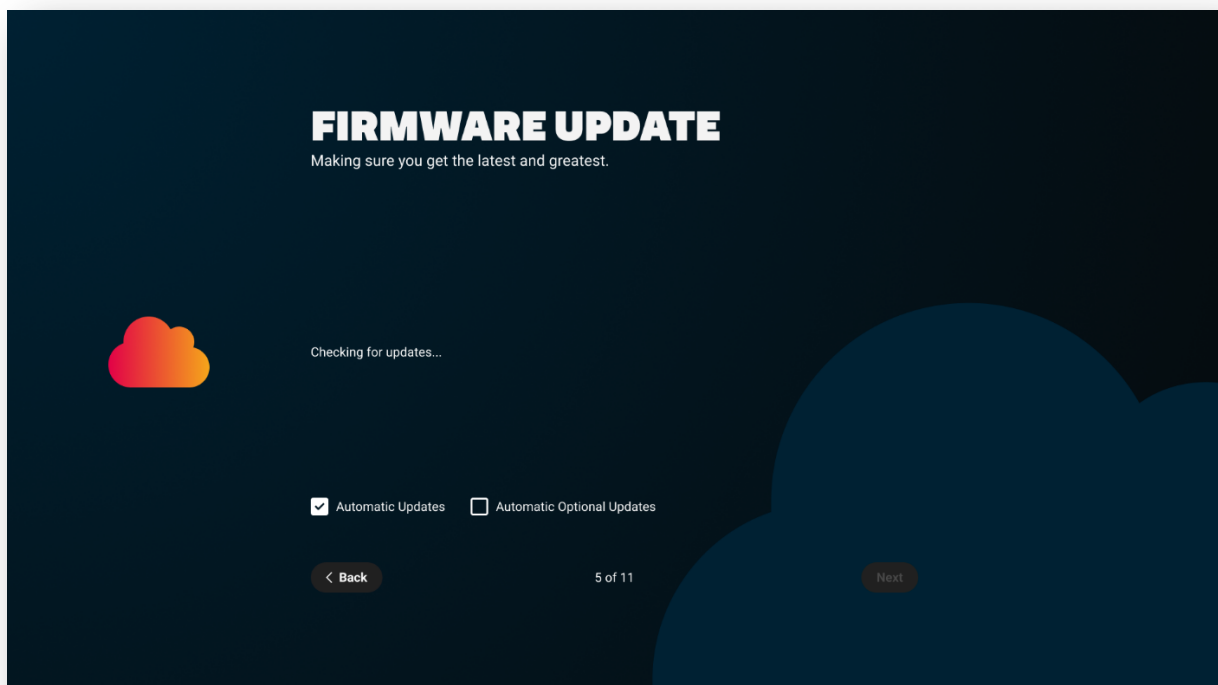 FIRMWARE UPDATE
Making sure you get the latest and greatest.
Checking for updates...
Automatic Updates Automatic Optional Updates
Back 5 of 11 Next